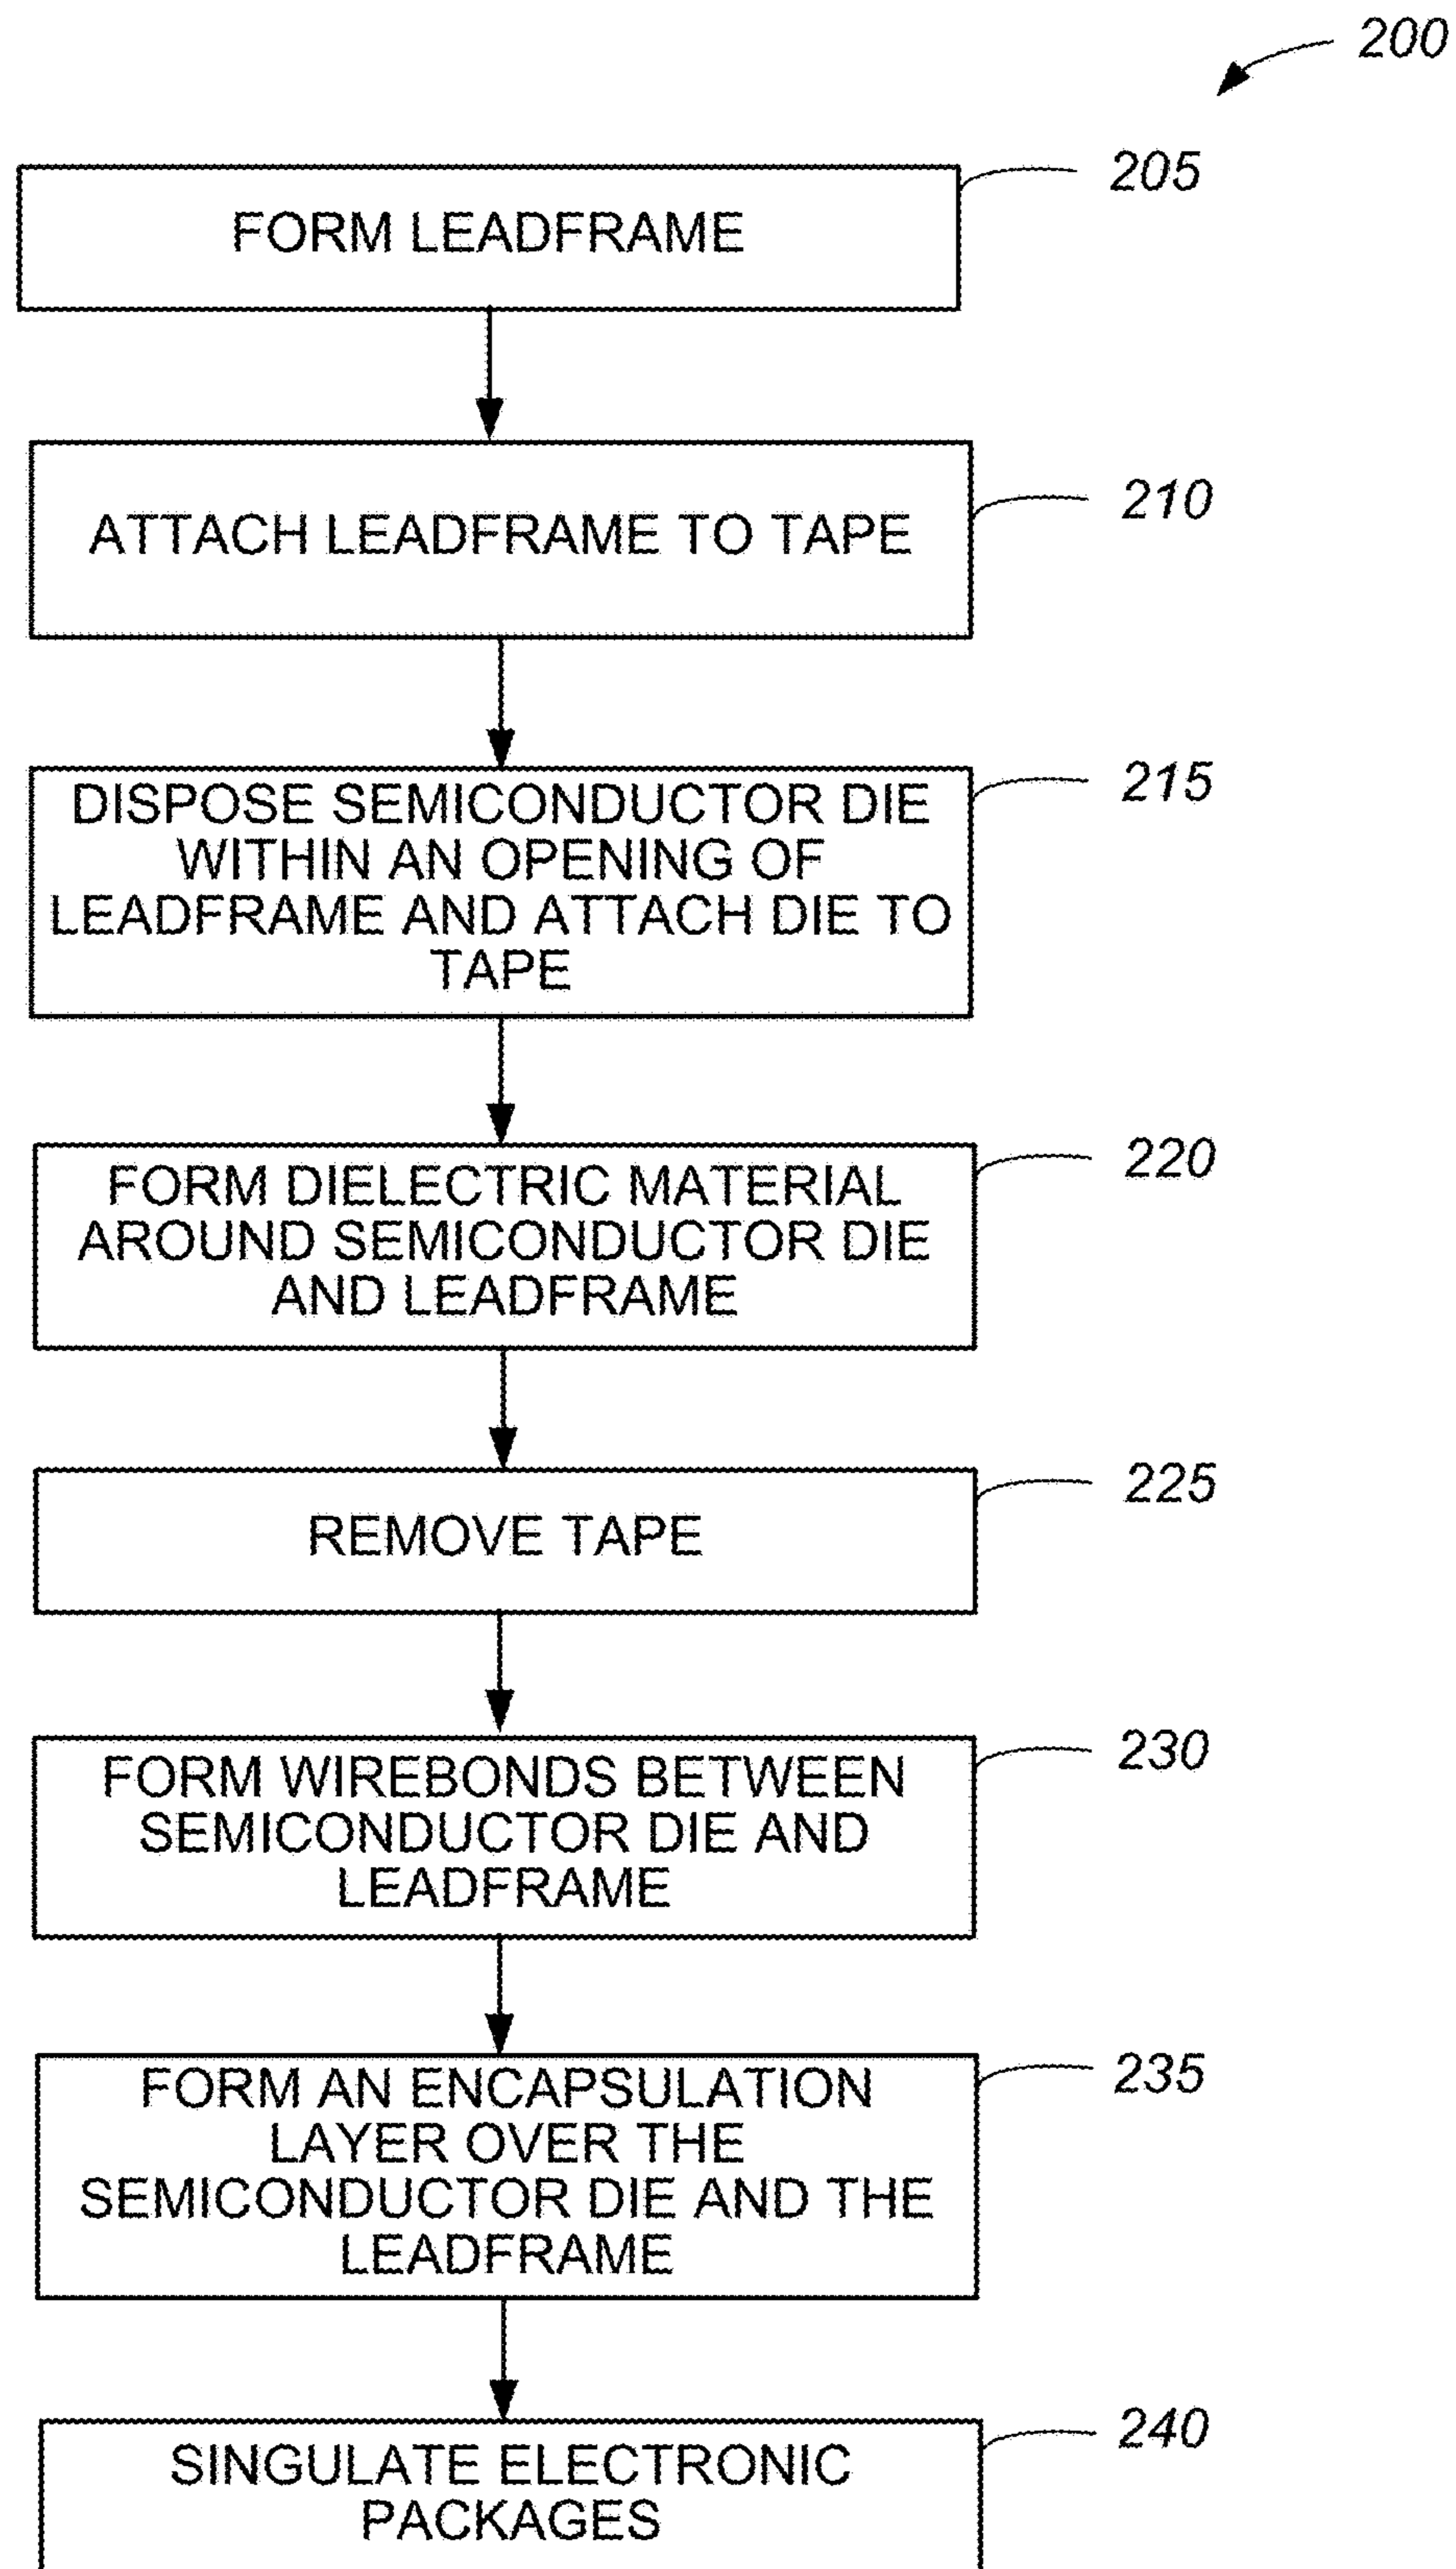 200
205
FORM LEADFRAME
210
ATTACH LEADFRAME TO TAPE
215
DISPOSE SEMICONDUCTOR DIE
WITHIN AN OPENING OF
LEADFRAME AND ATTACH DIE TO
TAPE
220
FORM DIELECTRIC MATERIAL
AROUND SEMICONDUCTOR DIE
AND LEADFRAME
225
REMOVE TAPE
230
FORM WIREBONDS BETWEEN
SEMICONDUCTOR DIE AND
LEADFRAME
235
FORM AN ENCAPSULATION
LAYER OVER THE
SEMICONDUCTOR DIE AND THE
LEADFRAME
240
SINGULATE ELECTRONIC
PACKAGES